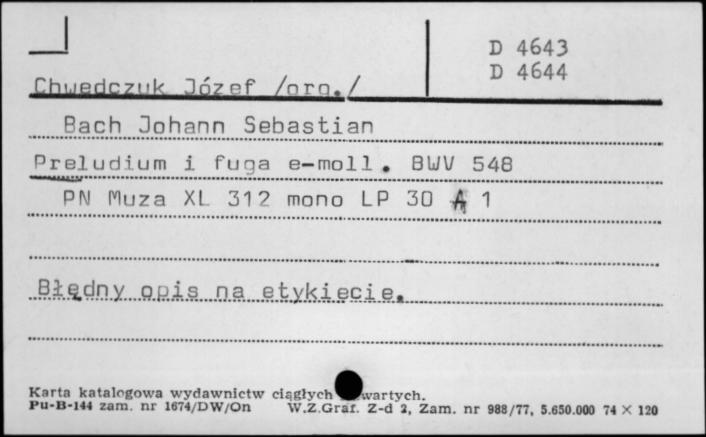 D 4643
D 4644
Chwedczuk Józef /org./
Bach Johann Sebastian
Preludium i fuga e-moll. BWV 548
PN Muza XL 312 mono LP 30 A 1
Błędny opis na etykiecie.
Karta katalogowa wydawnictw ciągłych wartych.
Pu-B-144 zam. nr 1674/DW/On W.Z.Graf. Z-d 2, Zam. nr 988/77, 5.650.000 74 × 120